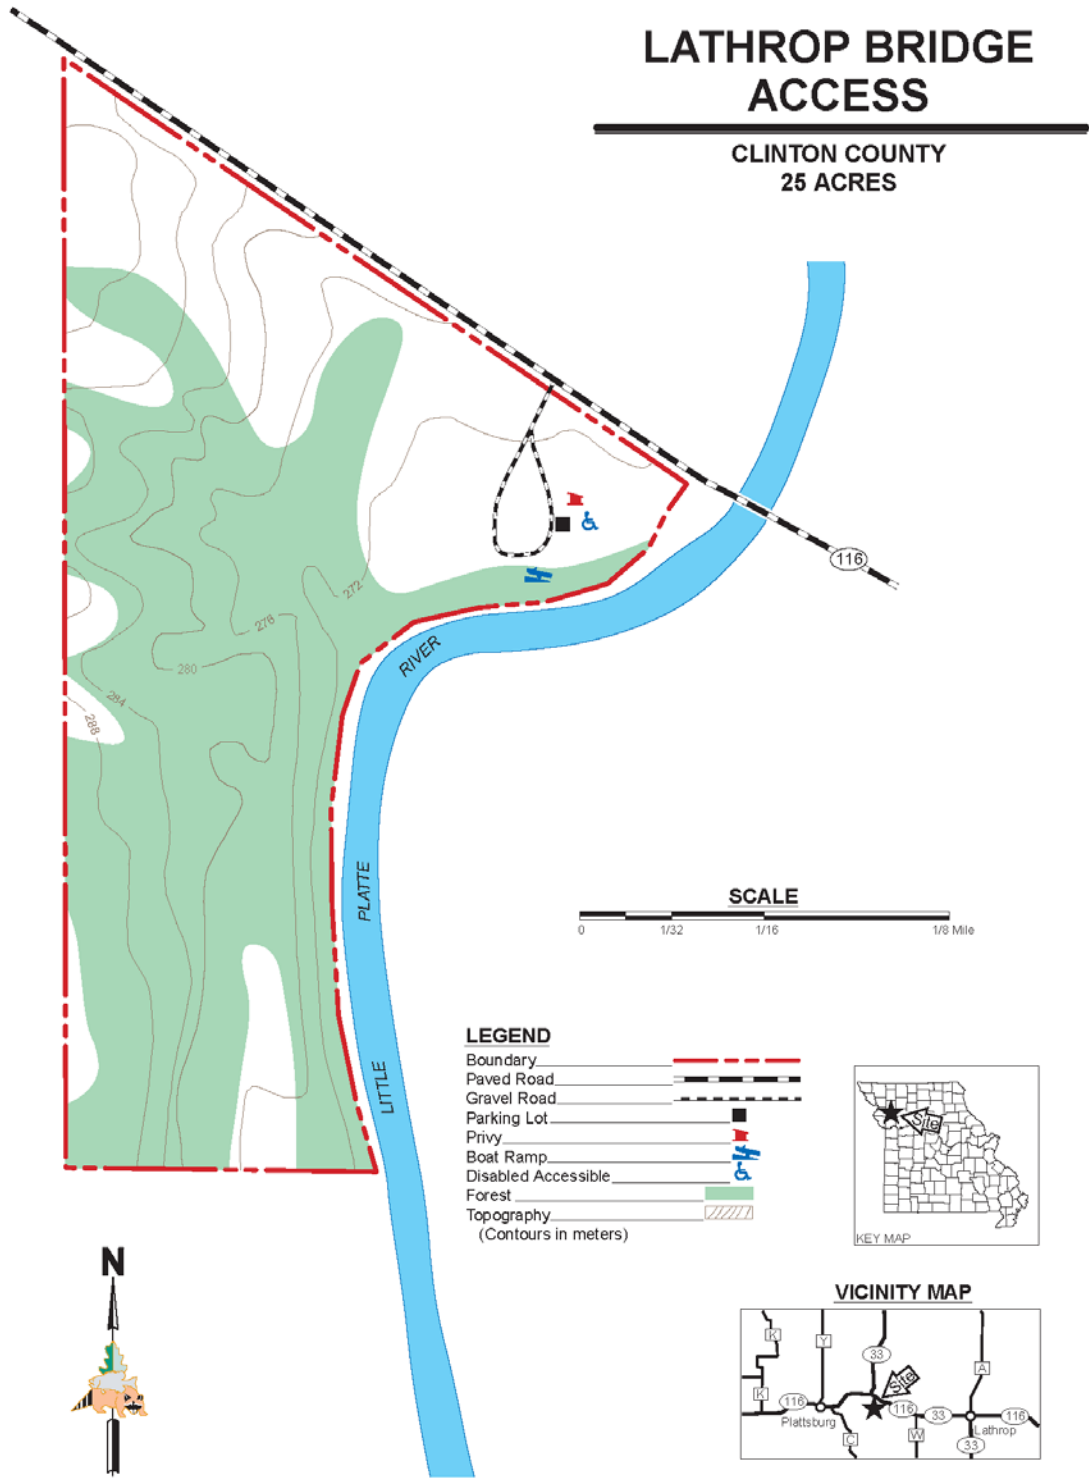 LATHROP BRIDGE
ACCESS
CLINTON COUNTY
25 ACRES
116
272
276
280
284
288
RIVER
PLATTE
LITTLE
SCALE
0 1/32 1/16 1/8 Mile
LEGEND
Boundary
Paved Road
Gravel Road
Parking Lot
Privy
Boat Ramp
Disabled Accessible
Forest
Topography
(Contours in meters)
Site
KEY MAP
N
VICINITY MAP
K
Y
33
A
Site
K
116
Plattsburg
116
33
116
Lathrop
C
W
33